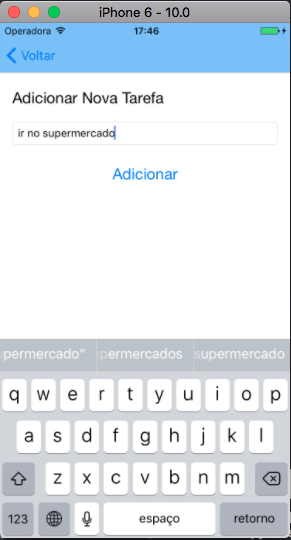 iPhone 6 - 10.0
Operadora 17:46
Voltar
Adicionar Nova Tarefa
ir no supermercado
Adicionar
permercado" permercados supermercado
q w e r t y u i o p
a s d f g h j k l
z x c v b n m
123 espaço retorno